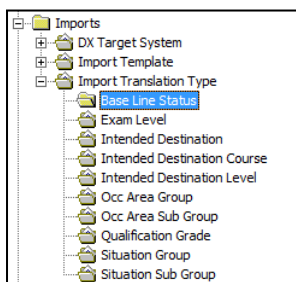 Imports
DX Target System
Import Template
Import Translation Type
Base Line Status
Exam Level
Intended Destination
Intended Destination Course
Intended Destination Level
Occ Area Group
Occ Area Sub Group
Qualification Grade
Situation Group
Situation Sub Group